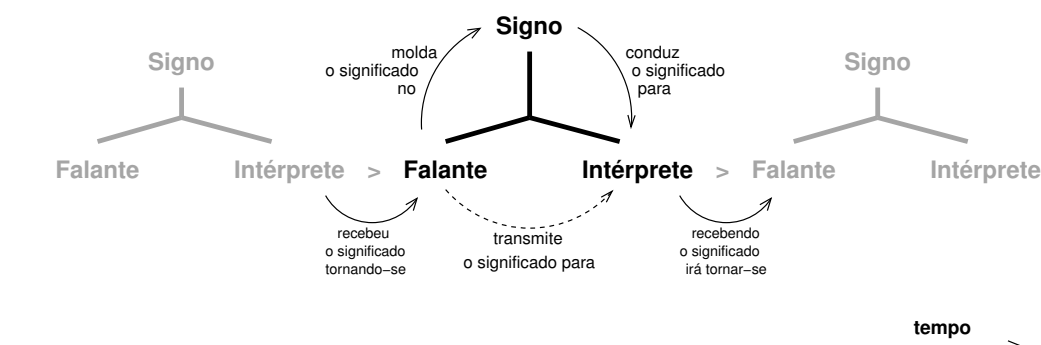 Signo
molda
o significado
no
conduz
o significado
para
Signo
Signo
Falante
Intérprete > Falante
Intérprete > Falante
Intérprete
recebeu
o significado
tornando−se
transmite
o significado para
recebendo
o significado
irá tornar−se
tempo